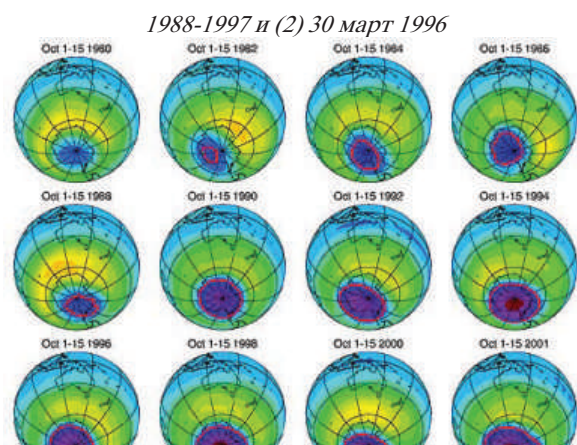 1988-1997 и (2) 30 март 1996
Oct 1-15 1980 Oct 1-15 1982 Oct 1-15 1984 Oct 1-15 1986
Oct 1-15 1988 Oct 1-15 1990 Oct 1-15 1992 Oct 1-15 1994
Oct 1-15 1996 Oct 1-15 1998 Oct 1-15 2000 Oct 1-15 2001